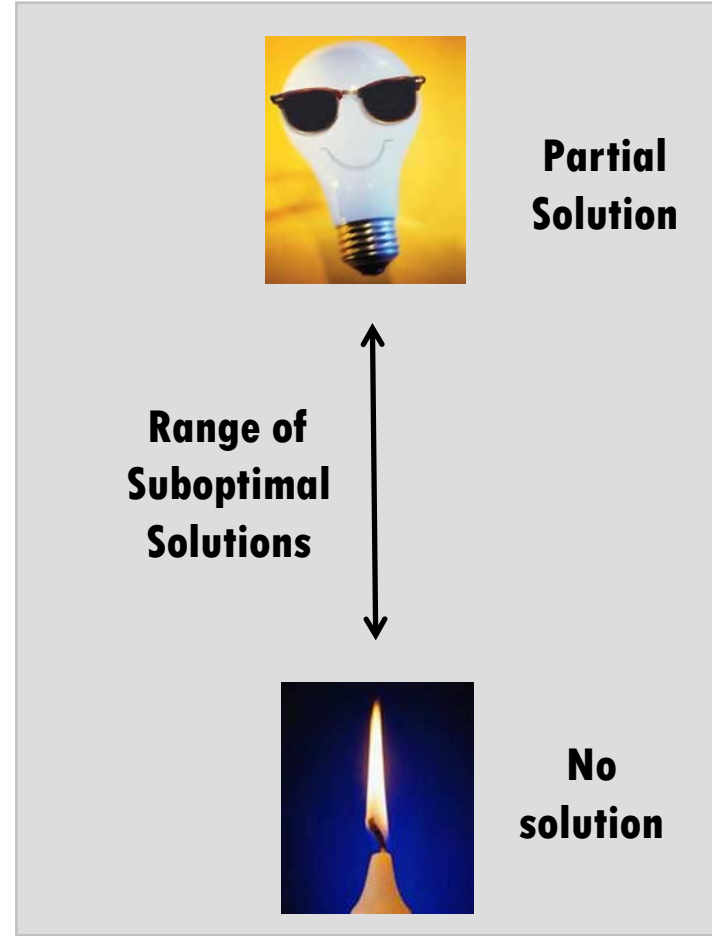 Partial
Solution
Range of
Suboptimal
Solutions
No
solution